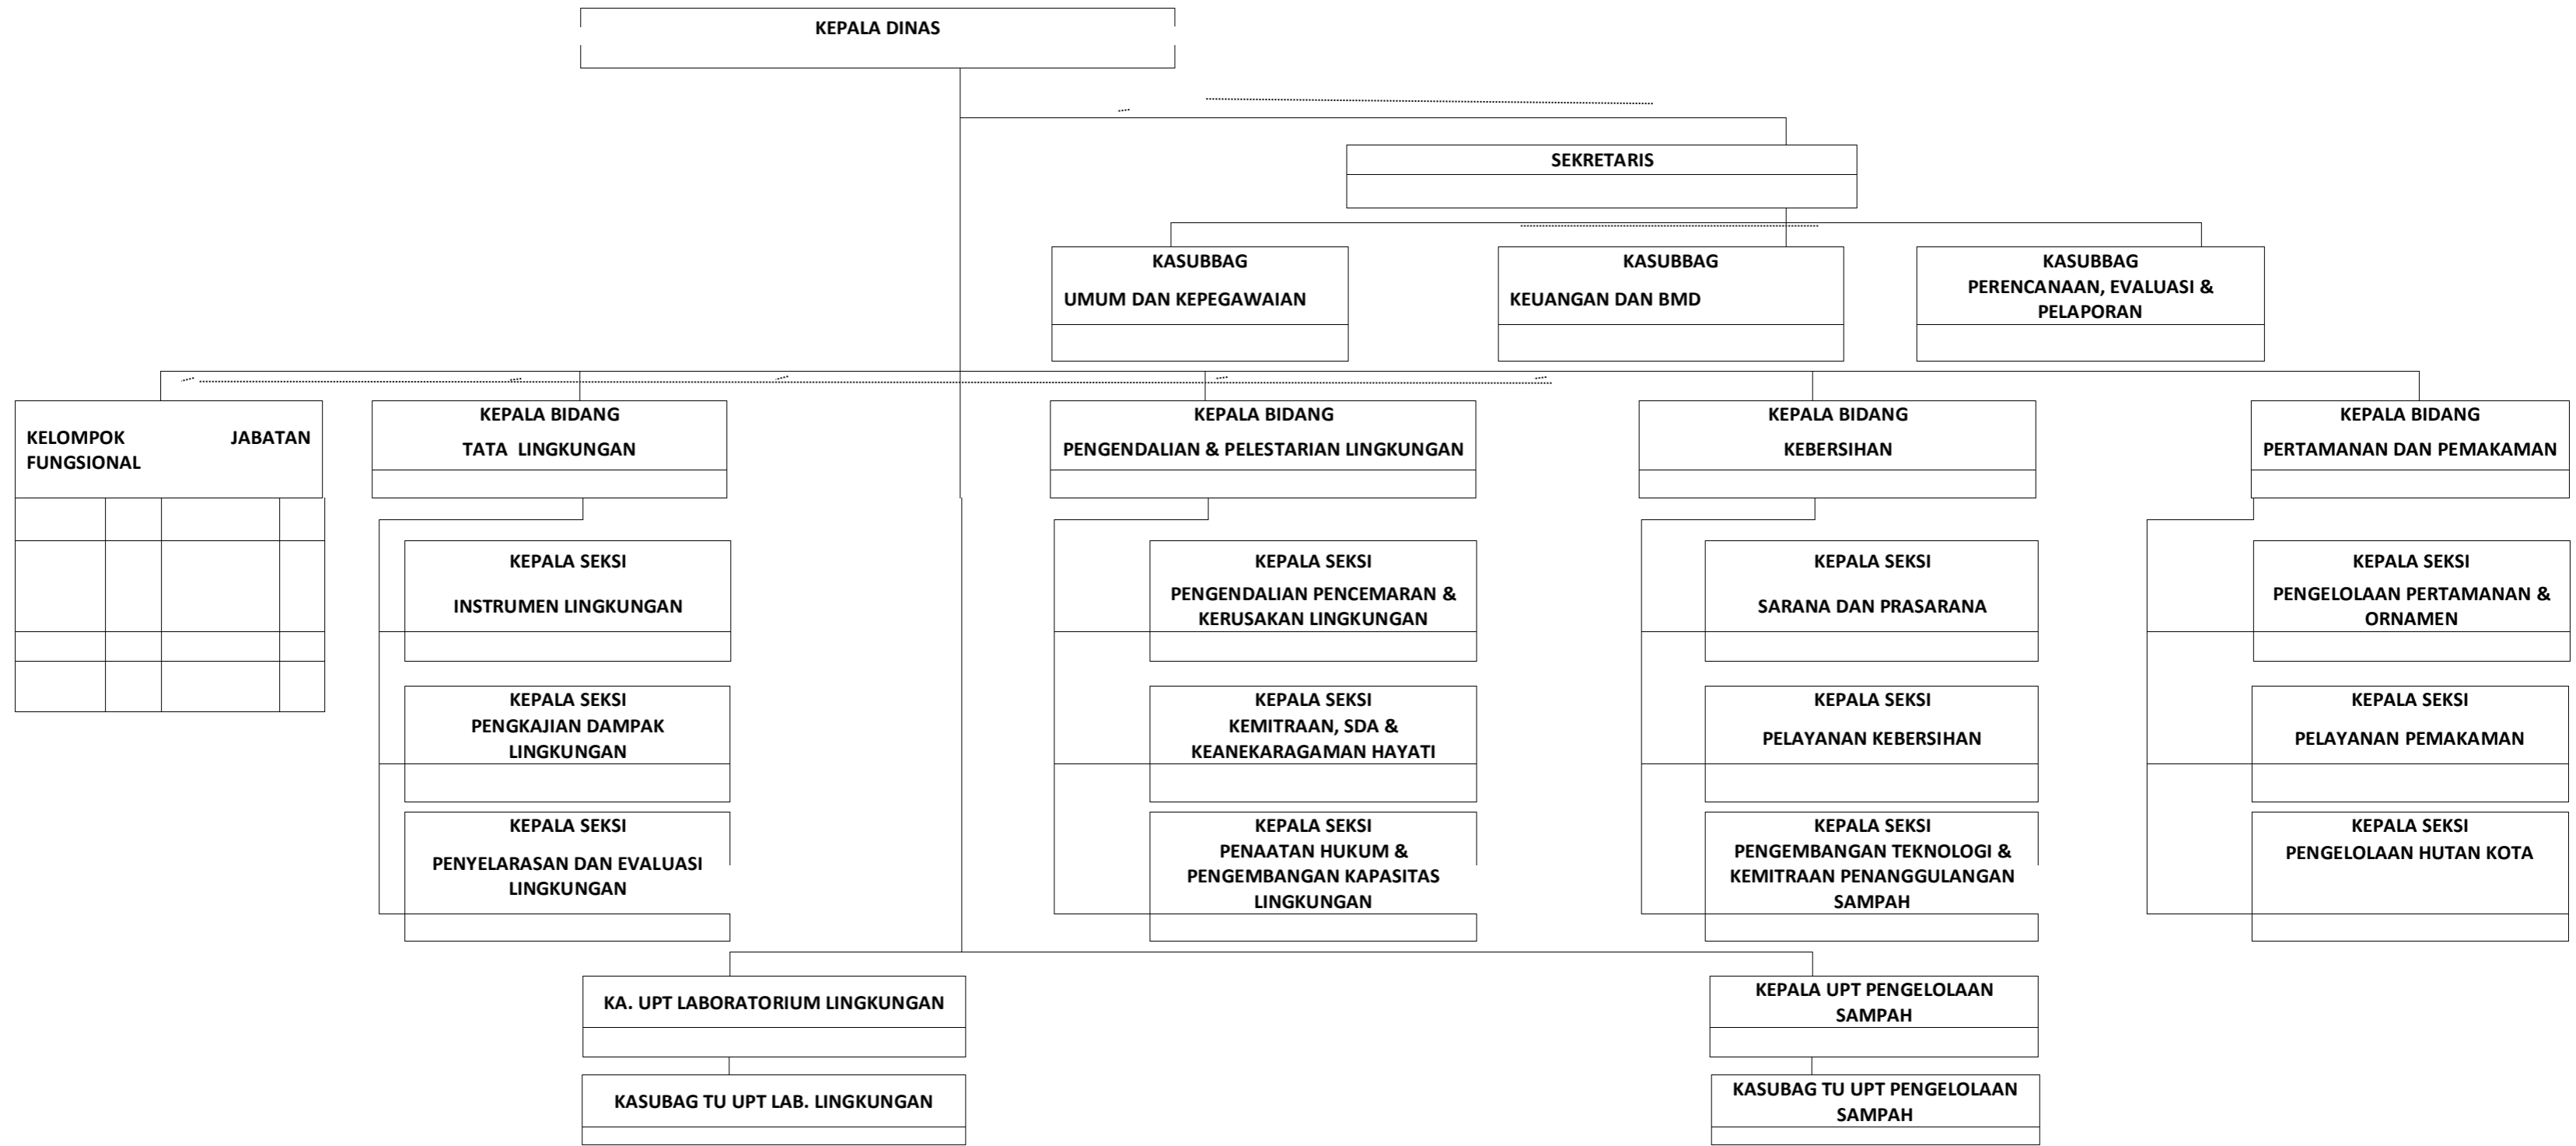 KEPALA DINAS
SEKRETARIS
KASUBBAG
UMUM DAN KEPEGAWAIAN
KASUBBAG
KEUANGAN DAN BMD
KASUBBAG
PERENCANAAN, EVALUASI &
PELAPORAN
KELOMPOK JABATAN
FUNGSIONAL
KEPALA BIDANG
TATA LINGKUNGAN
KEPALA BIDANG
PENGENDALIAN & PELESTARIAN LINGKUNGAN
KEPALA BIDANG
KEBERSIHAN
KEPALA BIDANG
PERTAMANAN DAN PEMAKAMAN
KEPALA SEKSI
INSTRUMEN LINGKUNGAN
KEPALA SEKSI
PENGENDALIAN PENCEMARAN &
KERUSAKAN LINGKUNGAN
KEPALA SEKSI
SARANA DAN PRASARANA
KEPALA SEKSI
PENGELOLAAN PERTAMANAN &
ORNAMEN
KEPALA SEKSI
PENGKAJIAN DAMPAK
LINGKUNGAN
KEPALA SEKSI
KEMITRAAN, SDA &
KEANEKARAGAMAN HAYATI
KEPALA SEKSI
PELAYANAN KEBERSIHAN
KEPALA SEKSI
PELAYANAN PEMAKAMAN
KEPALA SEKSI
PENYELARASAN DAN EVALUASI
LINGKUNGAN
KEPALA SEKSI
PENAATAN HUKUM &
PENGEMBANGAN KAPASITAS
LINGKUNGAN
KEPALA SEKSI
PENGEMBANGAN TEKNOLOGI &
KEMITRAAN PENANGGULANGAN
SAMPAH
KEPALA SEKSI
PENGELOLAAN HUTAN KOTA
KA. UPT LABORATORIUM LINGKUNGAN
KEPALA UPT PENGELOLAAN
SAMPAH
KASUBAG TU UPT LAB. LINGKUNGAN
KASUBAG TU UPT PENGELOLAAN
SAMPAH